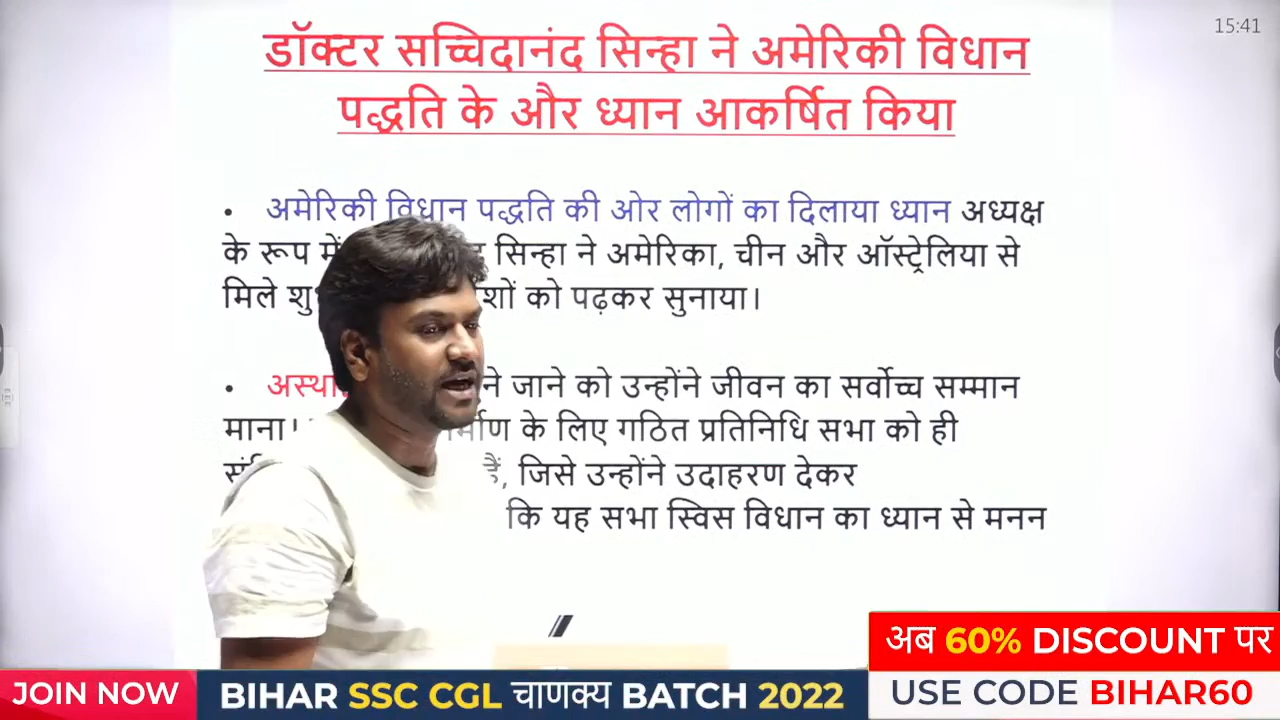 15:41
डॉक्टर सच्चिदानंद सिन्हा ने अमेरिकी विधान
पद्धति के और ध्यान आकर्षित किया
• अमेरिकी विधान पद्धति की ओर लोगों का दिलाया ध्यान अध्यक्ष
के रूप में सिन्हा ने अमेरिका, चीन और ऑस्ट्रेलिया से
मिले को पढ़कर सुनाया।
• जाने को उन्होंने जीवन का सर्वोच्च सम्मान
माना। के लिए गठित प्रतिनिधि सभा को ही
जिसे उन्होंने उदाहरण देकर
कि यह सभा स्विस विधान का ध्यान से मनन
अब 60% DISCOUNT पर
JOIN NOW BIHAR SSC CGL चाणक्य BATCH 2022 USE CODE BIHAR60